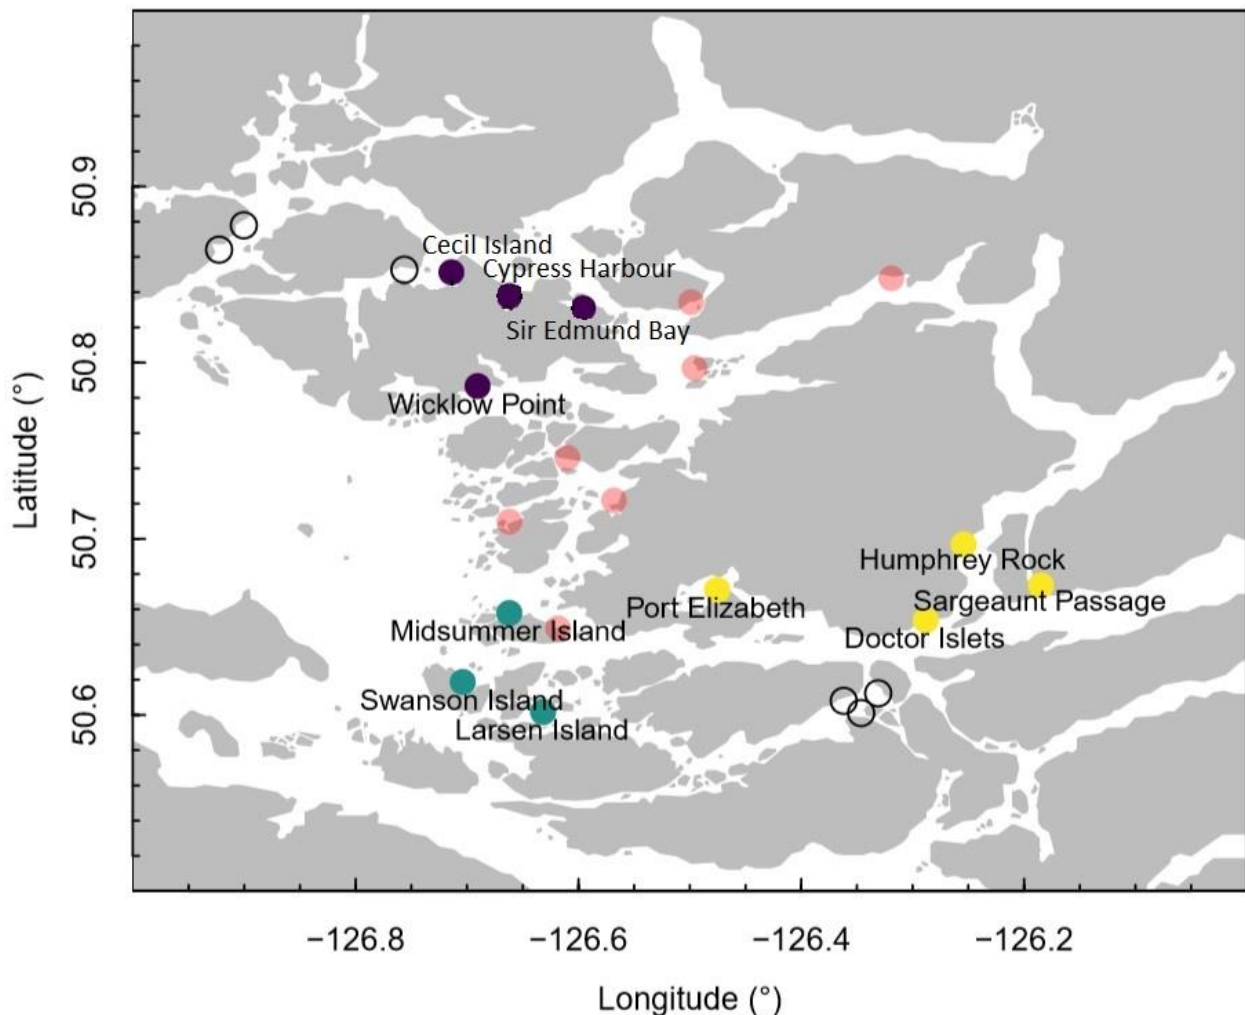 50.9
Cecil Island
Cypress Harbour
Sir Edmund Bay
50.8
Wicklow Point
Latitude (°)
50.7
Humphrey Rock
Sargeaunt Passage
Port Elizabeth
Midsummer Island
Doctor Islets
50.6
Swanson Island
Larsen Island
−126.8
−126.6
−126.4
−126.2
Longitude (°)